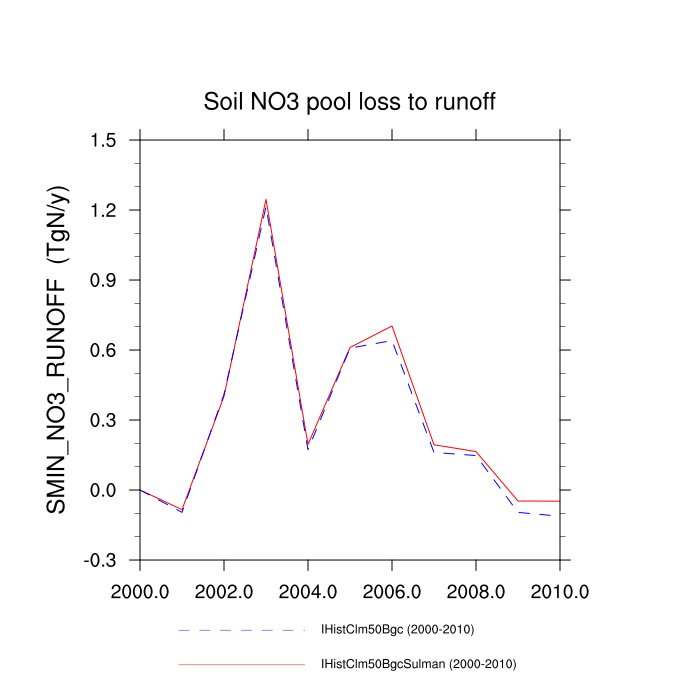 Soil NO3 pool loss to runoff
SMIN_NO3_RUNOFF (TgN/y)
1.5
1.2
0.9
0.6
0.3
0.0
-0.3
2000.0 2002.0 2004.0 2006.0 2008.0 2010.0
IHistClm50Bgc (2000-2010)
IHistClm50BgcSulman (2000-2010)